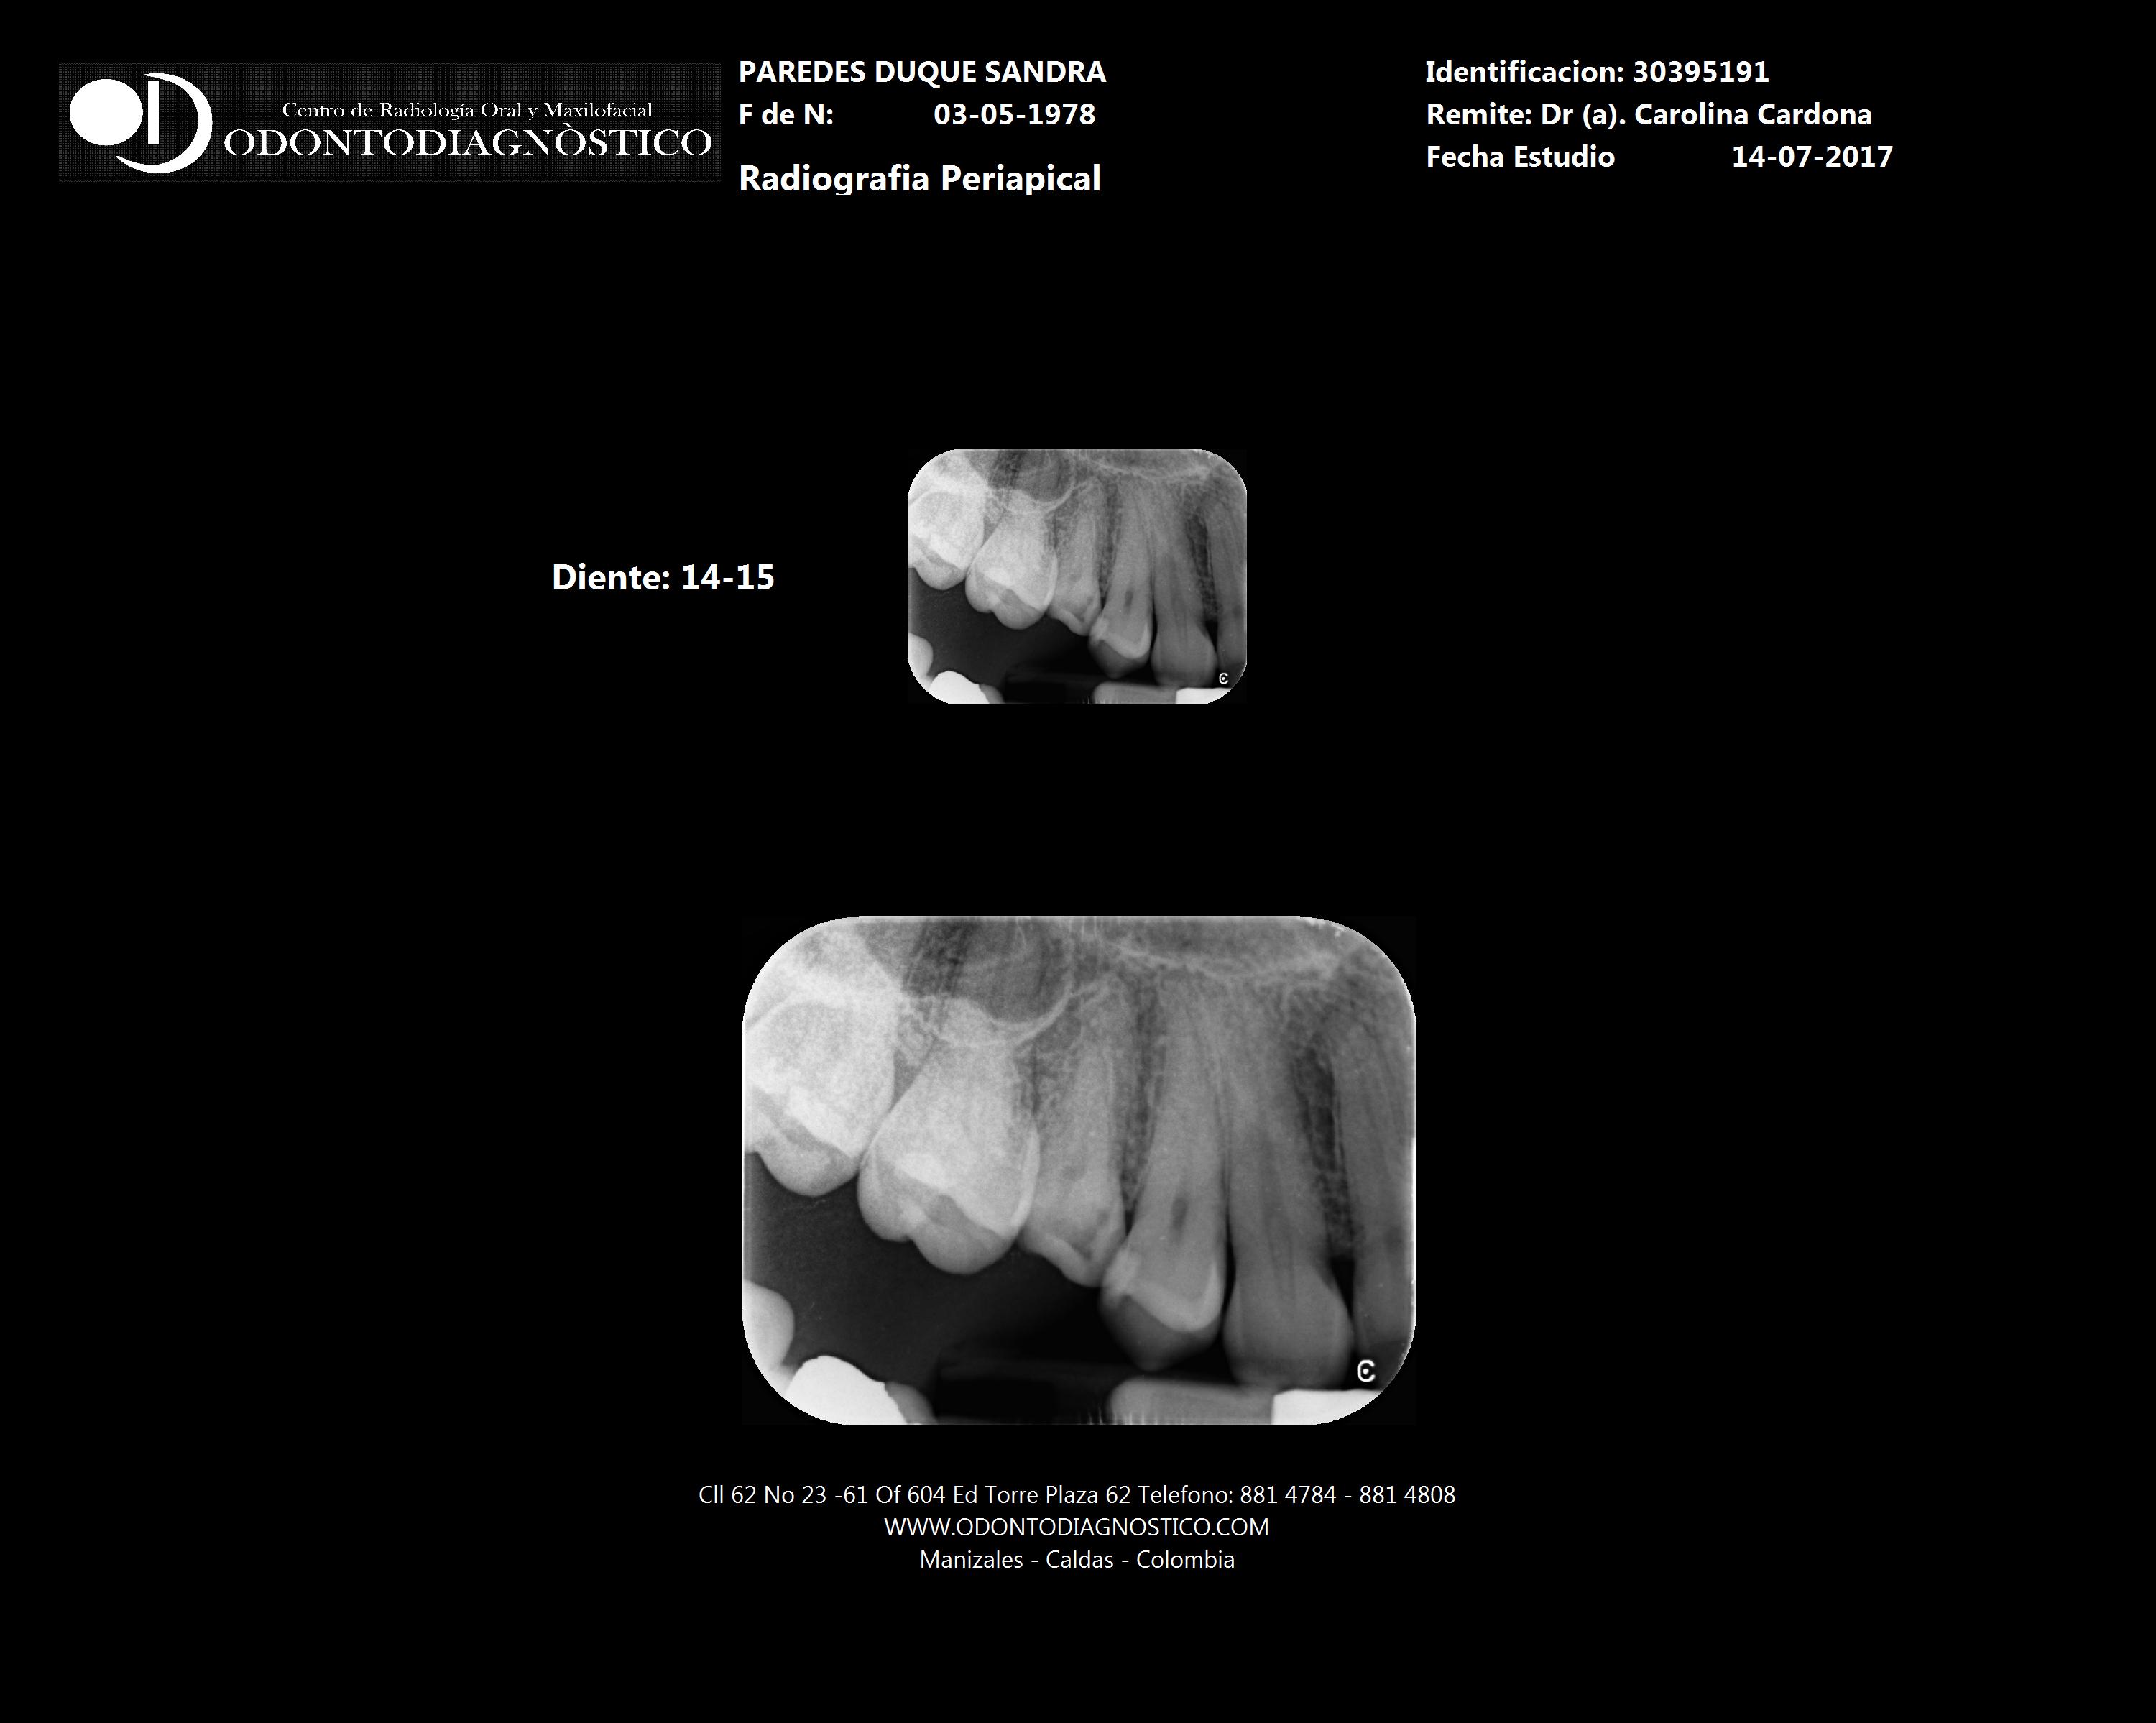 Centro de Radiología Oral y Maxilofacial
ODONTODIAGNÒSTICO
PAREDES DUQUE SANDRA
F de N: 03-05-1978
Radiografia Periapical
Identificacion: 30395191
Remite: Dr (a). Carolina Cardona
Fecha Estudio 14-07-2017
Diente: 14-15
C
C
Cll 62 No 23 -61 Of 604 Ed Torre Plaza 62 Telefono: 881 4784 - 881 4808
WWW.ODONTODIAGNOSTICO.COM
Manizales - Caldas - Colombia